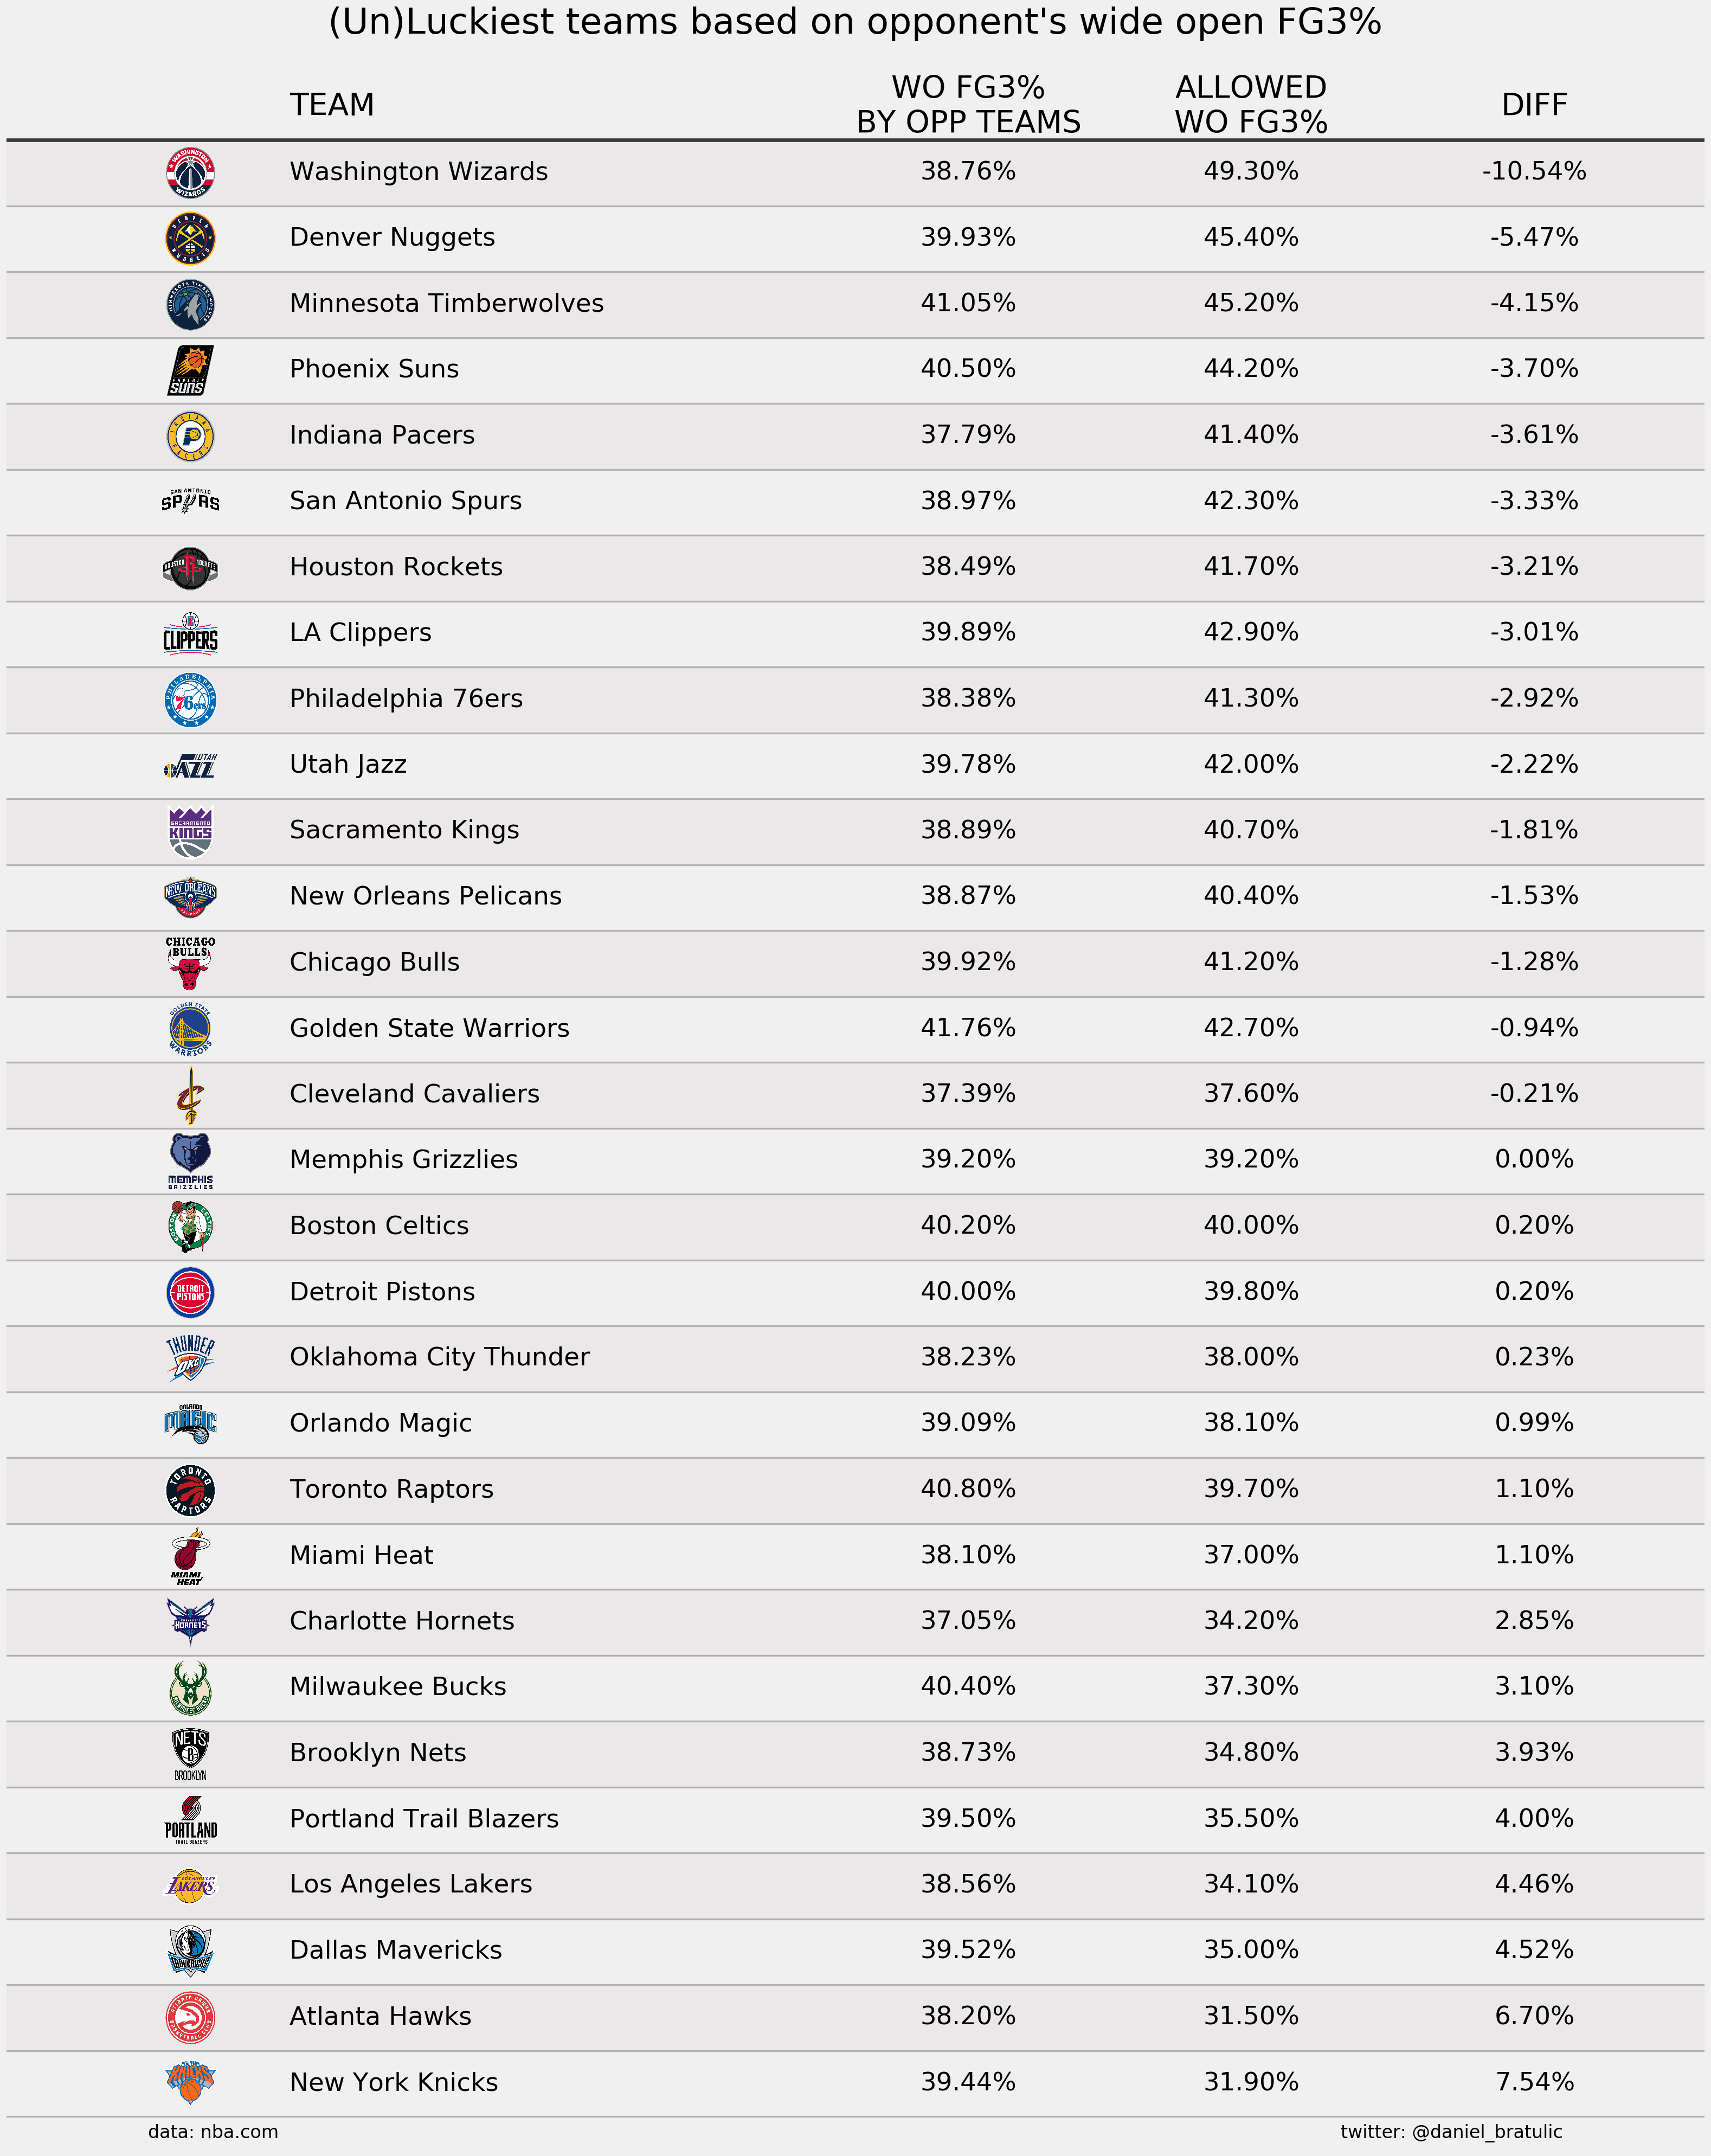 (Un)Luckiest teams based on opponent's wide open FG3%
TEAM
WO FG3%
BY OPP TEAMS
ALLOWED
WO FG3%
DIFF
Washington Wizards 38.76% 49.30% -10.54%
Denver Nuggets 39.93% 45.40% -5.47%
Minnesota Timberwolves 41.05% 45.20% -4.15%
Phoenix Suns 40.50% 44.20% -3.70%
Indiana Pacers 37.79% 41.40% -3.61%
San Antonio Spurs 38.97% 42.30% -3.33%
Houston Rockets 38.49% 41.70% -3.21%
LA Clippers 39.89% 42.90% -3.01%
Philadelphia 76ers 38.38% 41.30% -2.92%
Utah Jazz 39.78% 42.00% -2.22%
Sacramento Kings 38.89% 40.70% -1.81%
New Orleans Pelicans 38.87% 40.40% -1.53%
Chicago Bulls 39.92% 41.20% -1.28%
Golden State Warriors 41.76% 42.70% -0.94%
Cleveland Cavaliers 37.39% 37.60% -0.21%
Memphis Grizzlies 39.20% 39.20% 0.00%
Boston Celtics 40.20% 40.00% 0.20%
Detroit Pistons 40.00% 39.80% 0.20%
Oklahoma City Thunder 38.23% 38.00% 0.23%
Orlando Magic 39.09% 38.10% 0.99%
Toronto Raptors 40.80% 39.70% 1.10%
Miami Heat 38.10% 37.00% 1.10%
Charlotte Hornets 37.05% 34.20% 2.85%
Milwaukee Bucks 40.40% 37.30% 3.10%
Brooklyn Nets 38.73% 34.80% 3.93%
Portland Trail Blazers 39.50% 35.50% 4.00%
Los Angeles Lakers 38.56% 34.10% 4.46%
Dallas Mavericks 39.52% 35.00% 4.52%
Atlanta Hawks 38.20% 31.50% 6.70%
New York Knicks 39.44% 31.90% 7.54%
data: nba.com
twitter: @daniel_bratulic